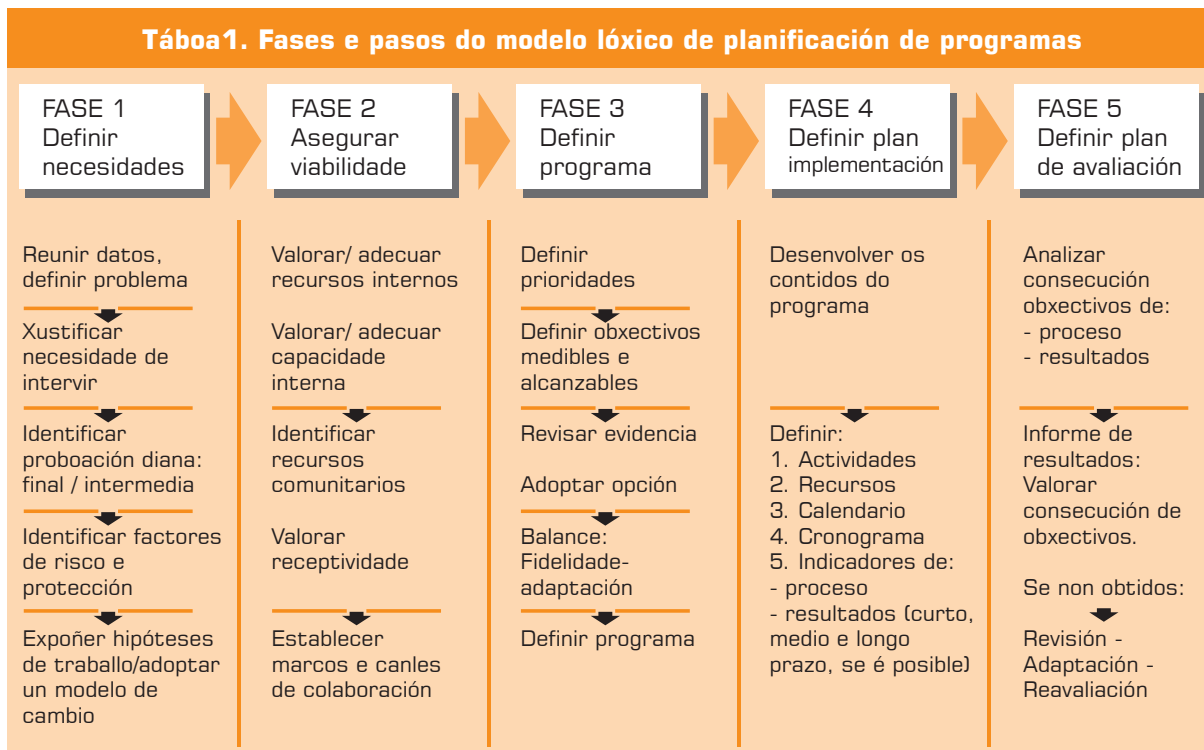 Táboa1. Fases e pasos do modelo lóxico de planificación de programas
FASE 1
Definir
necesidades
FASE 2
Asegurar
viabilidade
FASE 3
Definir
programa
FASE 4
Definir plan
implementación
FASE 5
Definir plan
de avaliación
Reunir datos,
definir problema
Xustificar
necesidade de
intervir
Identificar
proboación diana:
final / intermedia
Identificar factores
de risco e
protección
Expoñer hipóteses
de traballo/adoptar
un modelo de
cambio
Valorar/ adecuar
recursos internos
Valorar/ adecuar
capacidade
interna
Identificar
recursos
comunitarios
Valorar
receptividade
Establecer
marcos e canles
de colaboración
Definir
prioridades
Definir obxectivos
medibles e
alcanzables
Revisar evidencia
Adoptar opción
Balance:
Fidelidade-
adaptación
Definir programa
Desenvolver os
contidos do
programa
Definir:
1. Actividades
2. Recursos
3. Calendario
4. Cronograma
5. Indicadores de:
- proceso
- resultados (curto,
medio e longo
prazo, se é posible)
Analizar
consecución
obxectivos de:
- proceso
- resultados
Informe de
resultados:
Valorar
consecución de
obxectivos.
Se non obtidos:
Revisión -
Adaptación -
Reavaliación